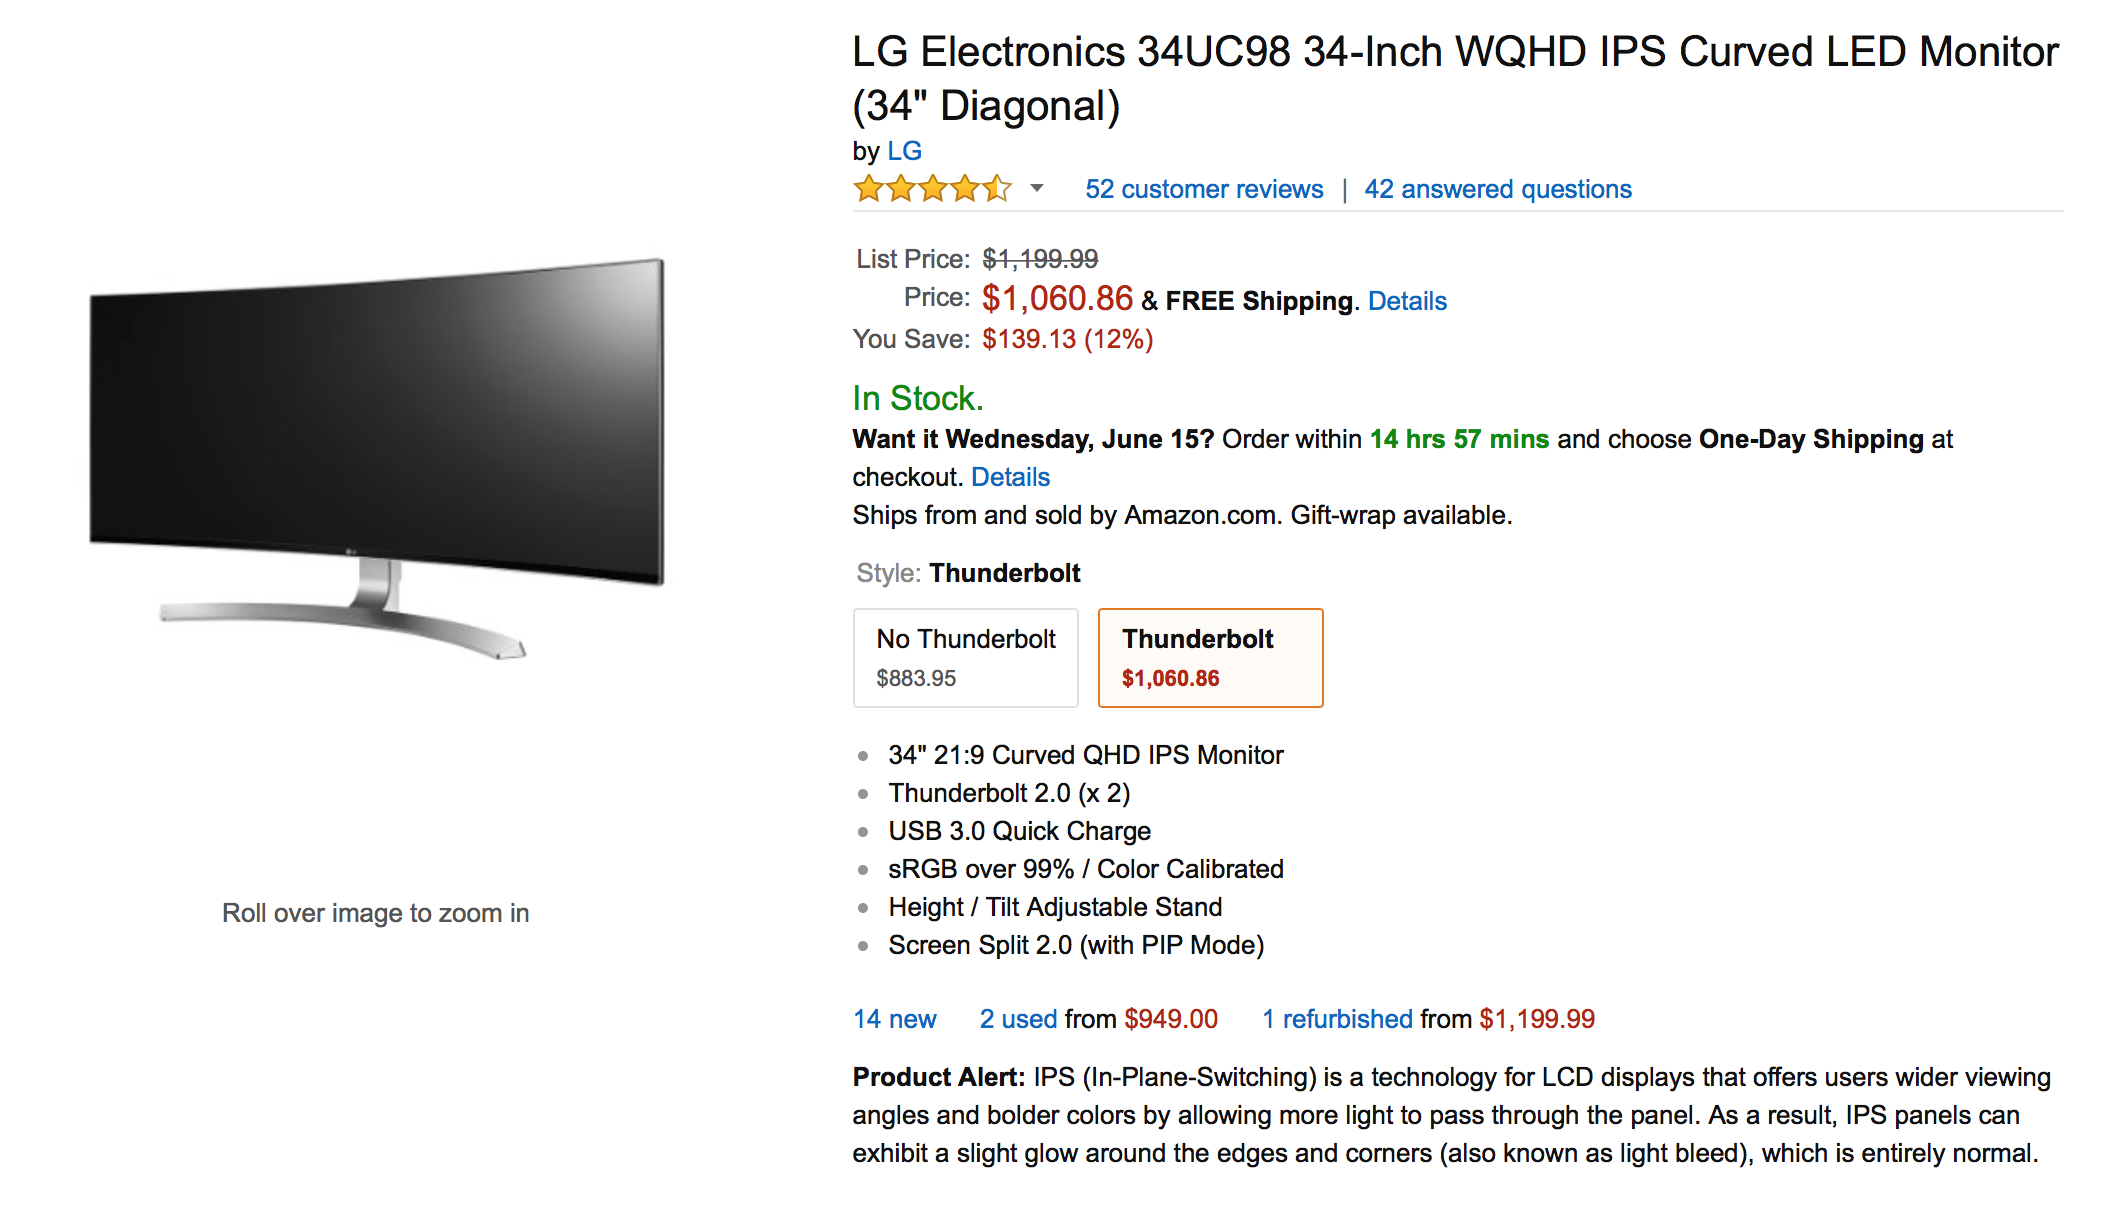 LG Electronics 34UC98 34-Inch WQHD IPS Curved LED Monitor
(34" Diagonal)
by LG
52 customer reviews | 42 answered questions
List Price: $1,199.99
Price: $1,060.86 & FREE Shipping. Details
You Save: $139.13 (12%)
In Stock.
Want it Wednesday, June 15? Order within 14 hrs 57 mins and choose One-Day Shipping at
checkout. Details
Ships from and sold by Amazon.com. Gift-wrap available.
Style: Thunderbolt
No Thunderbolt
$883.95
Thunderbolt
$1,060.86
34" 21:9 Curved QHD IPS Monitor
Thunderbolt 2.0 (x 2)
USB 3.0 Quick Charge
sRGB over 99% / Color Calibrated
Height / Tilt Adjustable Stand
Screen Split 2.0 (with PIP Mode)
Roll over image to zoom in
14 new 2 used from $949.00 1 refurbished from $1,199.99
Product Alert: IPS (In-Plane-Switching) is a technology for LCD displays that offers users wider viewing
angles and bolder colors by allowing more light to pass through the panel. As a result, IPS panels can
exhibit a slight glow around the edges and corners (also known as light bleed), which is entirely normal.